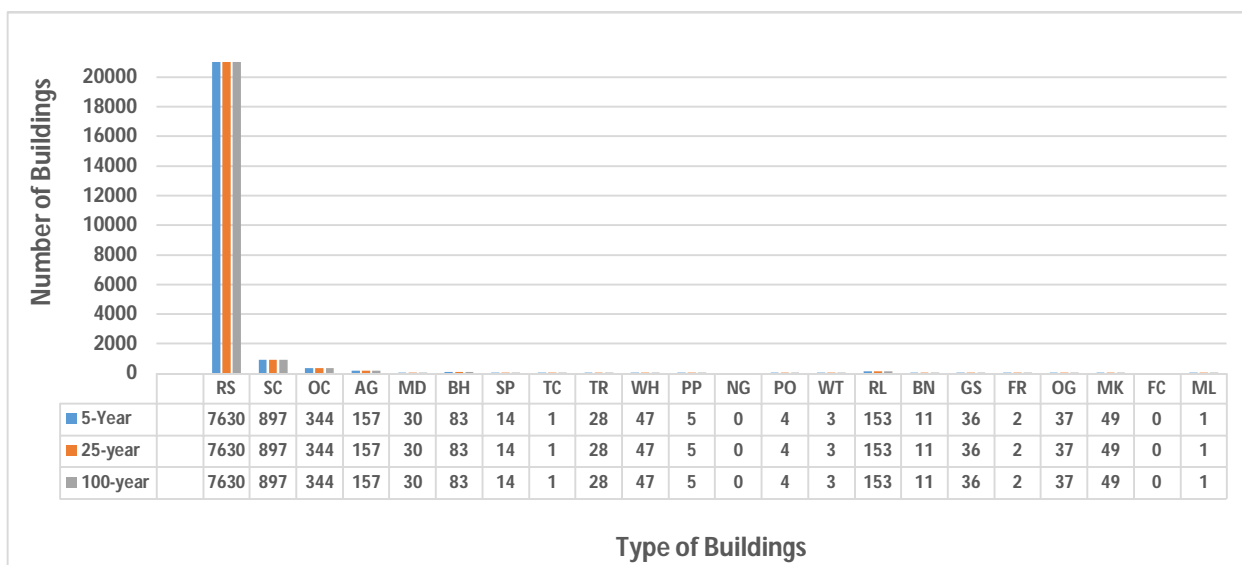 Number of Buildings
20000
18000
16000
14000
12000
10000
8000
6000
4000
2000
0
RS SC OC AG MD BH SP TC TR WH PP NG PO WT RL BN GS FR OG MK FC ML
5-Year 7630 897 344 157 30 83 14 1 28 47 5 0 4 3 153 11 36 2 37 49 0 1
25-year 7630 897 344 157 30 83 14 1 28 47 5 0 4 3 153 11 36 2 37 49 0 1
100-year 7630 897 344 157 30 83 14 1 28 47 5 0 4 3 153 11 36 2 37 49 0 1
Type of Buildings